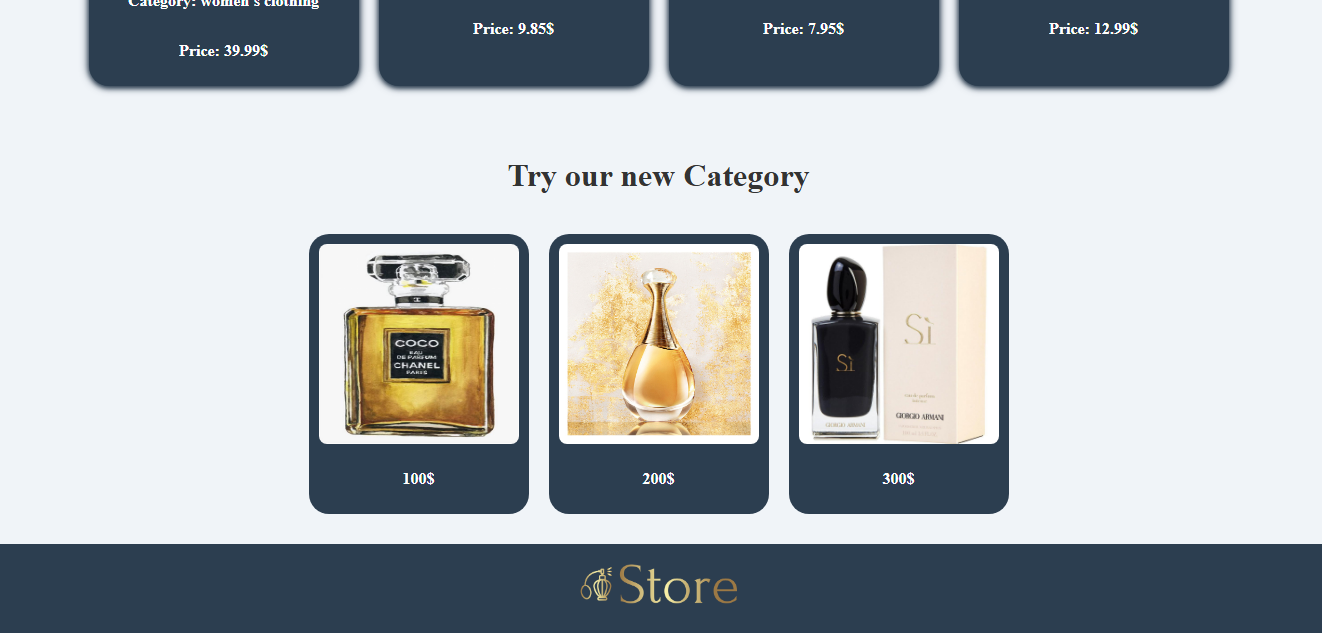 Category: women's clothing
Price: 39.99$
Price: 9.85$
Price: 7.95$
Price: 12.99$
Try our new Category
COCO
EAU
DE PARFUM
CHANEL
PARIS
Sì
GIORGIO ARMANI
Sì
GIORGIO ARMANI
100$
200$
300$
Store